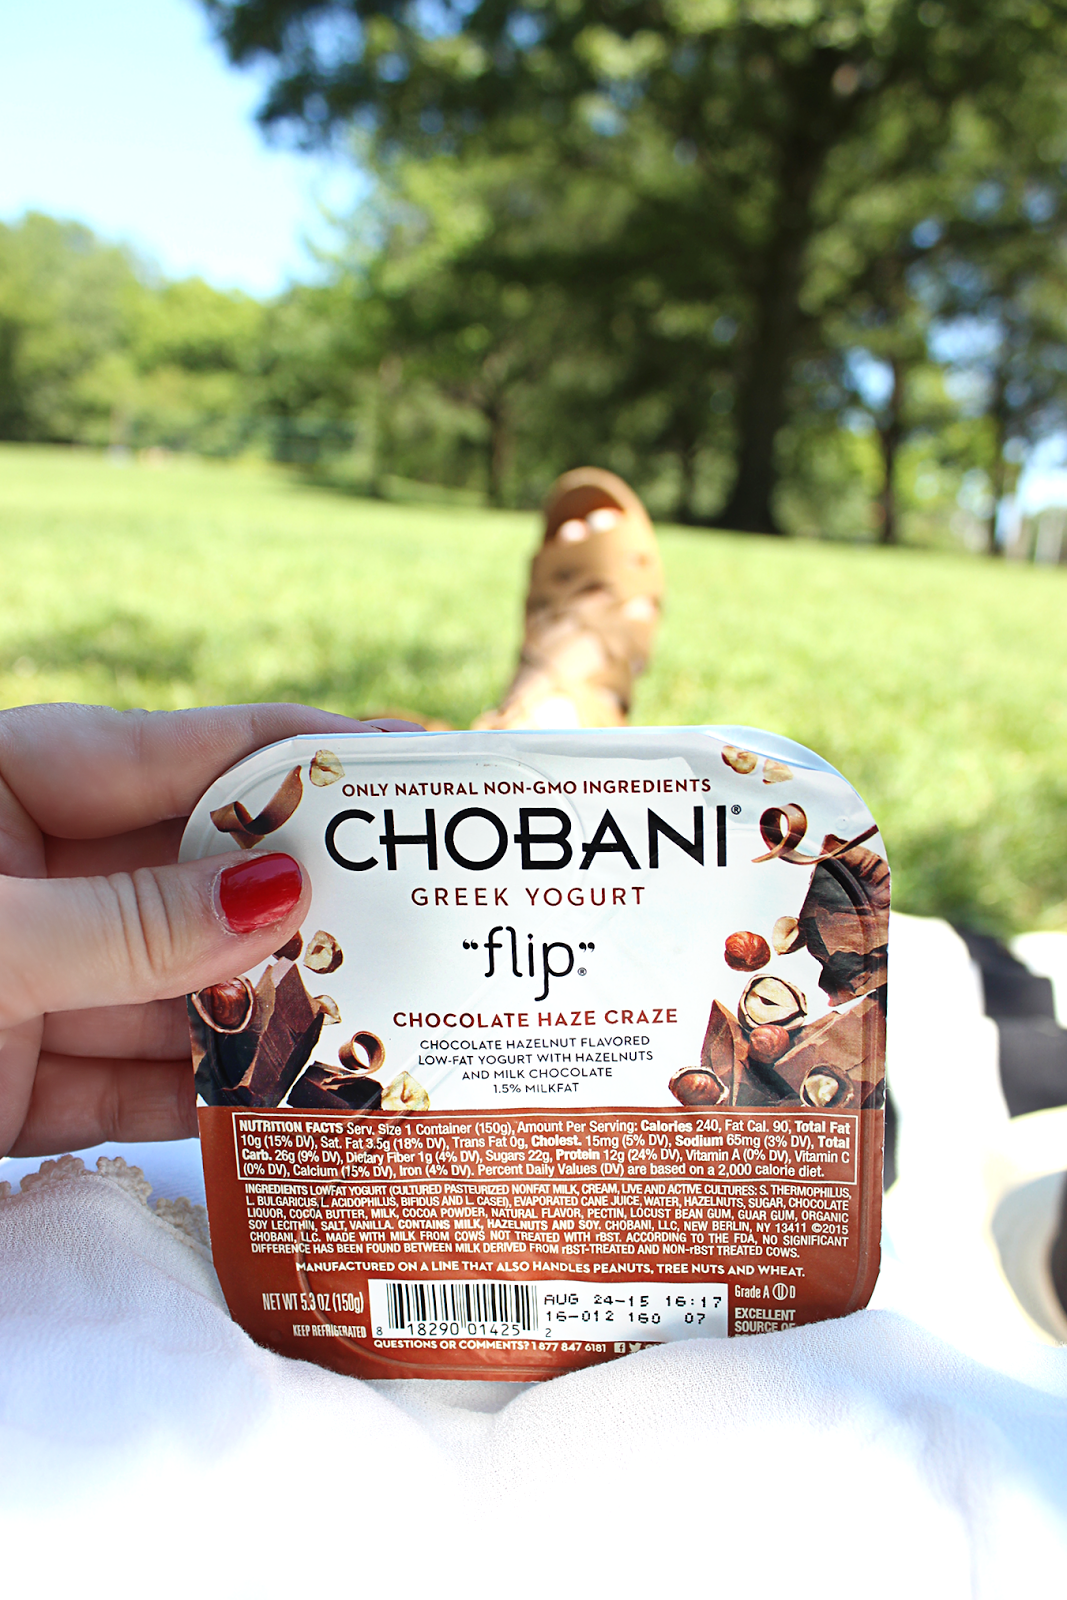 ONLY NATURAL NON-GMO INGREDIENTS
CHOBANI®
GREEK YOGURT
"flip"®
CHOCOLATE HAZE CRAZE
CHOCOLATE HAZELNUT FLAVORED
LOW-FAT YOGURT WITH HAZELNUTS
AND MILK CHOCOLATE
1.5% MILKFAT
NUTRITION FACTS Serv. Size 1 Container (150g), Amount Per Serving: Calories 240, Fat Cal. 90, Total Fat
10g (15% DV), Sat. Fat 3.5g (18% DV), Trans Fat 0g, Cholest. 15mg (5% DV), Sodium 65mg (3% DV), Total
Carb. 26g (9% DV), Dietary Fiber 1g (4% DV), Sugars 22g, Protein 12g (24% DV), Vitamin A (0% DV), Vitamin C
(0% DV), Calcium (15% DV), Iron (4% DV). Percent Daily Values (DV) are based on a 2,000 calorie diet.
INGREDIENTS LOWFAT YOGURT (CULTURED PASTEURIZED NONFAT MILK, CREAM, LIVE AND ACTIVE CULTURES: S. THERMOPHILUS,
L. BULGARICUS, L. ACIDOPHILUS, BIFIDUS AND L. CASEI), EVAPORATED CANE JUICE, WATER, HAZELNUTS, SUGAR, CHOCOLATE
LIQUOR, COCOA BUTTER, MILK, COCOA POWDER, NATURAL FLAVOR, PECTIN, LOCUST BEAN GUM, GUAR GUM, ORGANIC
SOY LECITHIN, SALT, VANILLA. CONTAINS MILK, HAZELNUTS AND SOY. CHOBANI, LLC, NEW BERLIN, NY 13411 ©2015
CHOBANI, LLC. MADE WITH MILK FROM COWS NOT TREATED WITH rBST. ACCORDING TO THE FDA, NO SIGNIFICANT
DIFFERENCE HAS BEEN FOUND BETWEEN MILK DERIVED FROM rBST-TREATED AND NON-rBST TREATED COWS.
MANUFACTURED ON A LINE THAT ALSO HANDLES PEANUTS, TREE NUTS AND WHEAT.
NET WT 5.3 OZ (150g)
KEEP REFRIGERATED
8 18290 01425 2
AUG 24-15 16:17
16-012 160 07
Grade A Ⓤ D
EXCELLENT
SOURCE OF
QUESTIONS OR COMMENTS? 1 877 847 6181